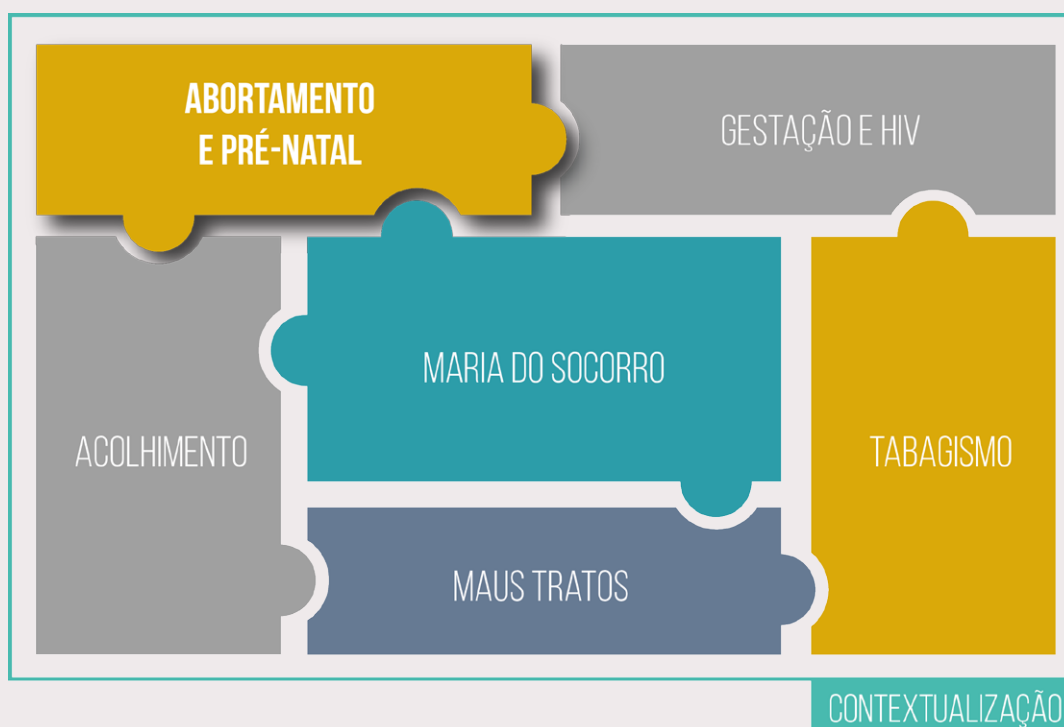 ABORTAMENTO
E PRÉ-NATAL
GESTAÇÃO E HIV
MARIA DO SOCORRO
ACOLHIMENTO
TABAGISMO
MAUS TRATOS
CONTEXTUALIZAÇÃO